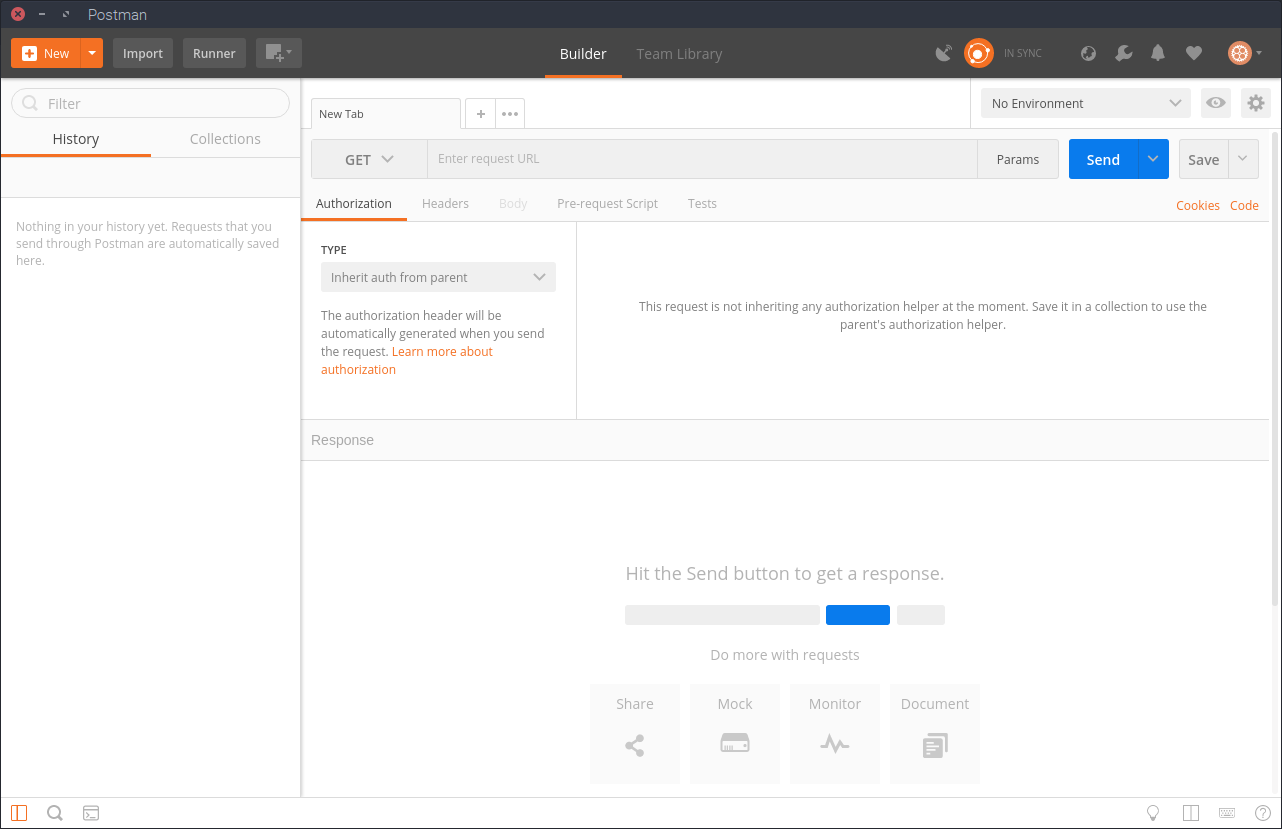 Postman
New
Import
Runner
Builder
Team Library
IN SYNC
Filter
History
Collections
Nothing in your history yet. Requests that you
send through Postman are automatically saved
here.
New Tab
No Environment
GET
Enter request URL
Params
Send
Save
Authorization
Headers
Body
Pre-request Script
Tests
Cookies
Code
TYPE
Inherit auth from parent
The authorization header will be
automatically generated when you send
the request. Learn more about
authorization
This request is not inheriting any authorization helper at the moment. Save it in a collection to use the
parent's authorization helper.
Response
Hit the Send button to get a response.
Do more with requests
Share
Mock
Monitor
Document